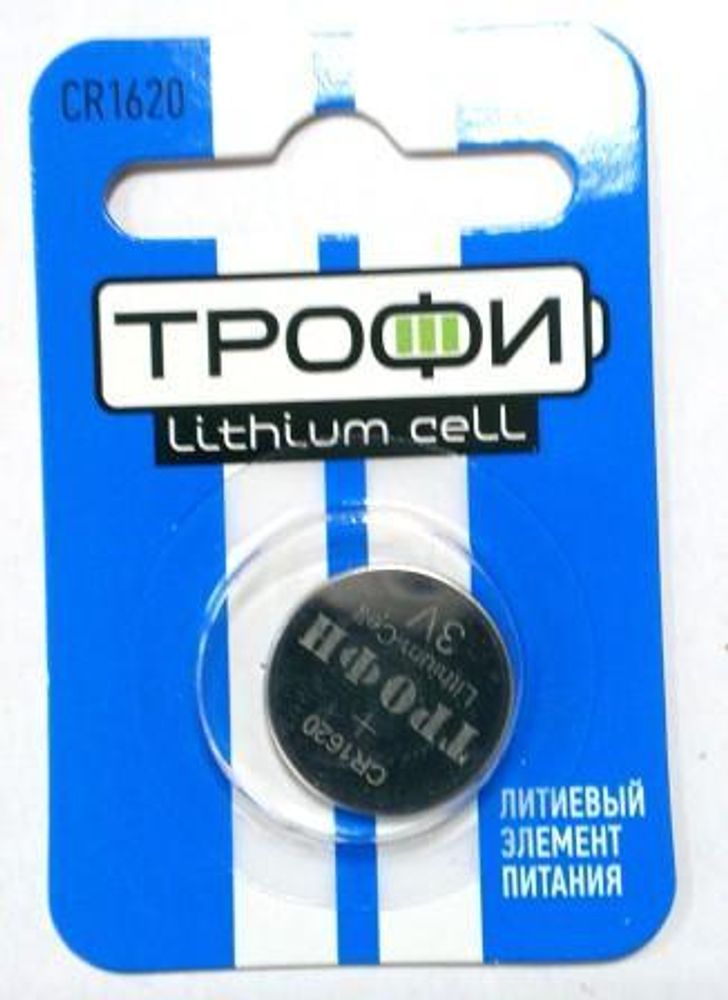 CR1620
ТРОФИ
Lithium cell
3V
Lithium-Cell
ТРОФИ
+
CR1620
ЛИТИЕВЫЙ
ЭЛЕМЕНТ
ПИТАНИЯ